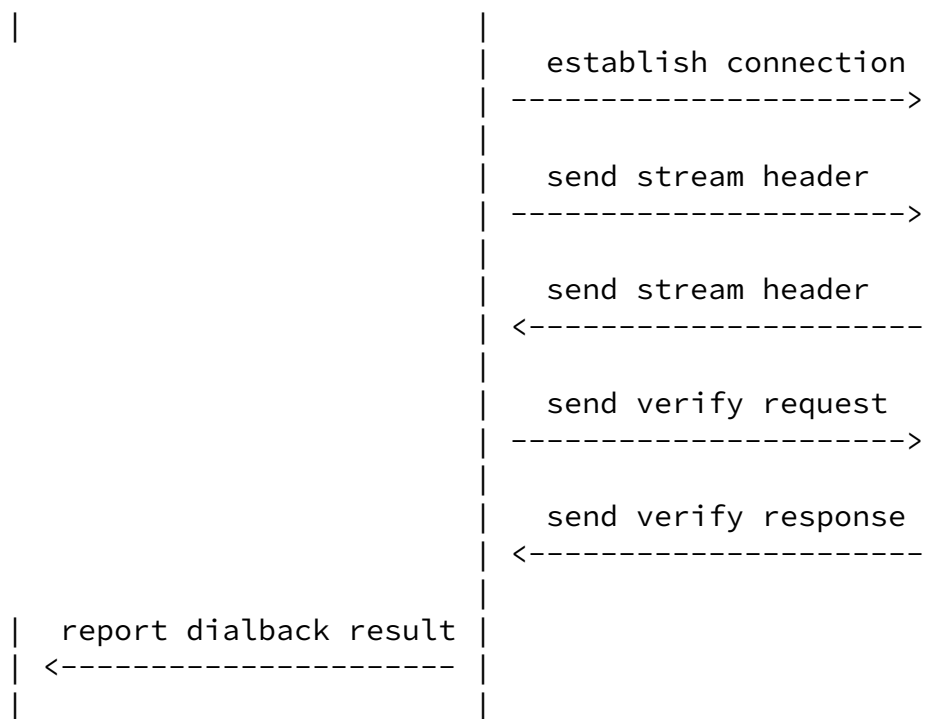 |                          |
                           |   establish connection
                           | ---------------------->
                           |
                           |   send stream header
                           | ---------------------->
                           |
                           |   send stream header
                           | <----------------------
                           |
                           |   send verify request
                           | ---------------------->
                           |
                           |   send verify response
                           | <----------------------
                           |
|  report dialback result |
| <---------------------- |
|                          |